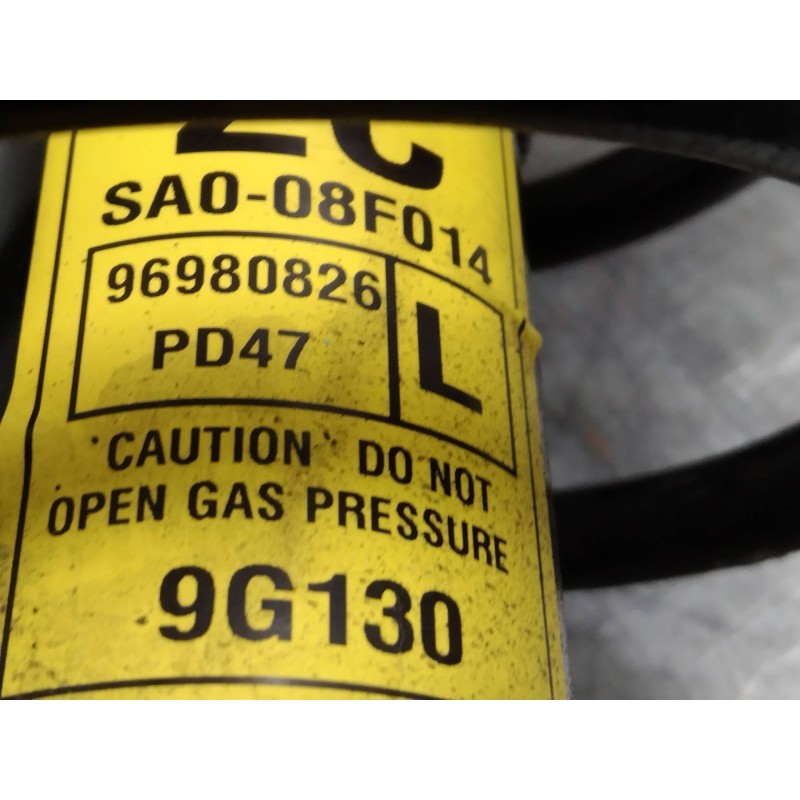 SA0-08F014
96980826 L
PD47
CAUTION DO NOT
OPEN GAS PRESSURE
9G130